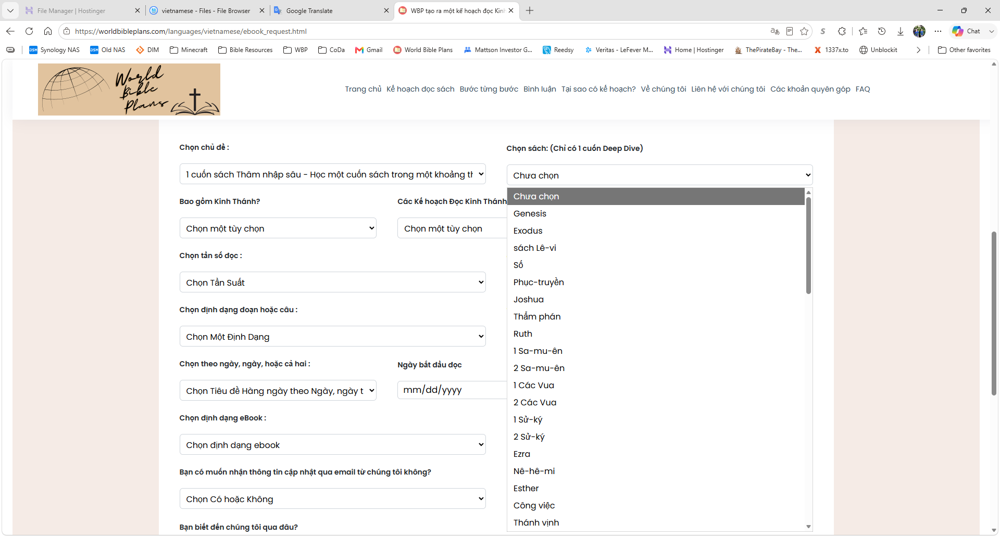 File Manager | Hostinger
vietnamese - Files - File Browser
Google Translate
WBP tạo ra một kế hoạch đọc Kinh
https://worldbibleplans.com/languages/vietnamese/ebook_request.html
Chat
Synology NAS
Old NAS
DIM
Minecraft
Bible Resources
WBP
CoDa
Gmail
World Bible Plans
Mattson Investor G...
Reedsy
Veritas - LeFever M...
Home | Hostinger
ThePirateBay - The...
1337x.to
Unblockit
Other favorites
World
Bible
Plans
Trang chủ Kế hoạch đọc sách Bước từng bước Bình luận Tại sao có kế hoạch? Về chúng tôi Liên hệ với chúng tôi Các khoản quyên góp FAQ
Chọn chủ đề :
1 cuốn sách Thâm nhập sâu - Học một cuốn sách trong một khoảng th
Chọn sách: (Chỉ có 1 cuốn Deep Dive)
Chưa chọn
Bao gồm Kinh Thánh?
Chọn một tùy chọn
Các Kế hoạch Đọc Kinh Thánh
Chọn một tùy chọn
Chọn tần số đọc :
Chọn Tần Suất
Chọn định dạng đoạn hoặc câu :
Chọn Một Định Dạng
Chọn theo ngày, ngày, hoặc cả hai :
Chọn Tiêu đề Hàng ngày theo Ngày, ngày t
Ngày bắt đầu đọc
mm/dd/yyyy
Chọn định dạng eBook :
Chọn định dạng ebook
Bạn có muốn nhận thông tin cập nhật qua email từ chúng tôi không?
Chọn Có hoặc Không
Bạn biết đến chúng tôi qua đâu?
Chưa chọn
Genesis
Exodus
sách Lê-vi
Số
Phục-truyền
Joshua
Thẩm phán
Ruth
1 Sa-mu-ên
2 Sa-mu-ên
1 Các Vua
2 Các Vua
1 Sử-ký
2 Sử-ký
Ezra
Nê-hê-mi
Esther
Công việc
Thánh vịnh